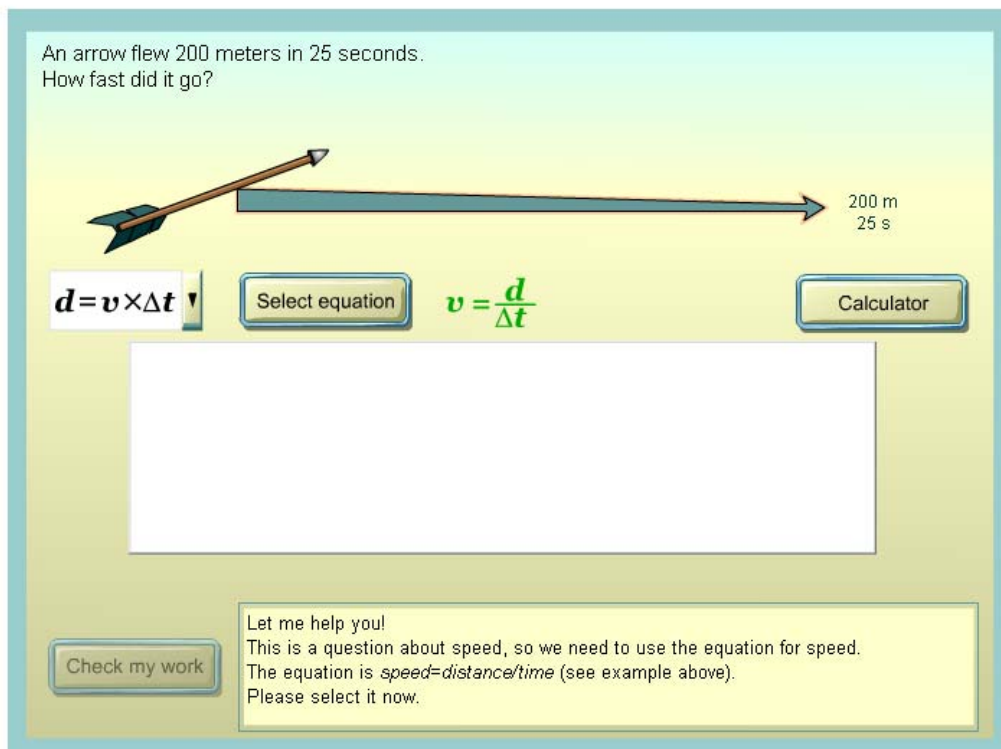 An arrow flew 200 meters in 25 seconds.
How fast did it go?
200 m
25 s
d=v×Δt
Select equation
v = d/Δt
Calculator
Let me help you!
This is a question about speed, so we need to use the equation for speed.
The equation is speed=distance/time (see example above).
Please select it now.
Check my work